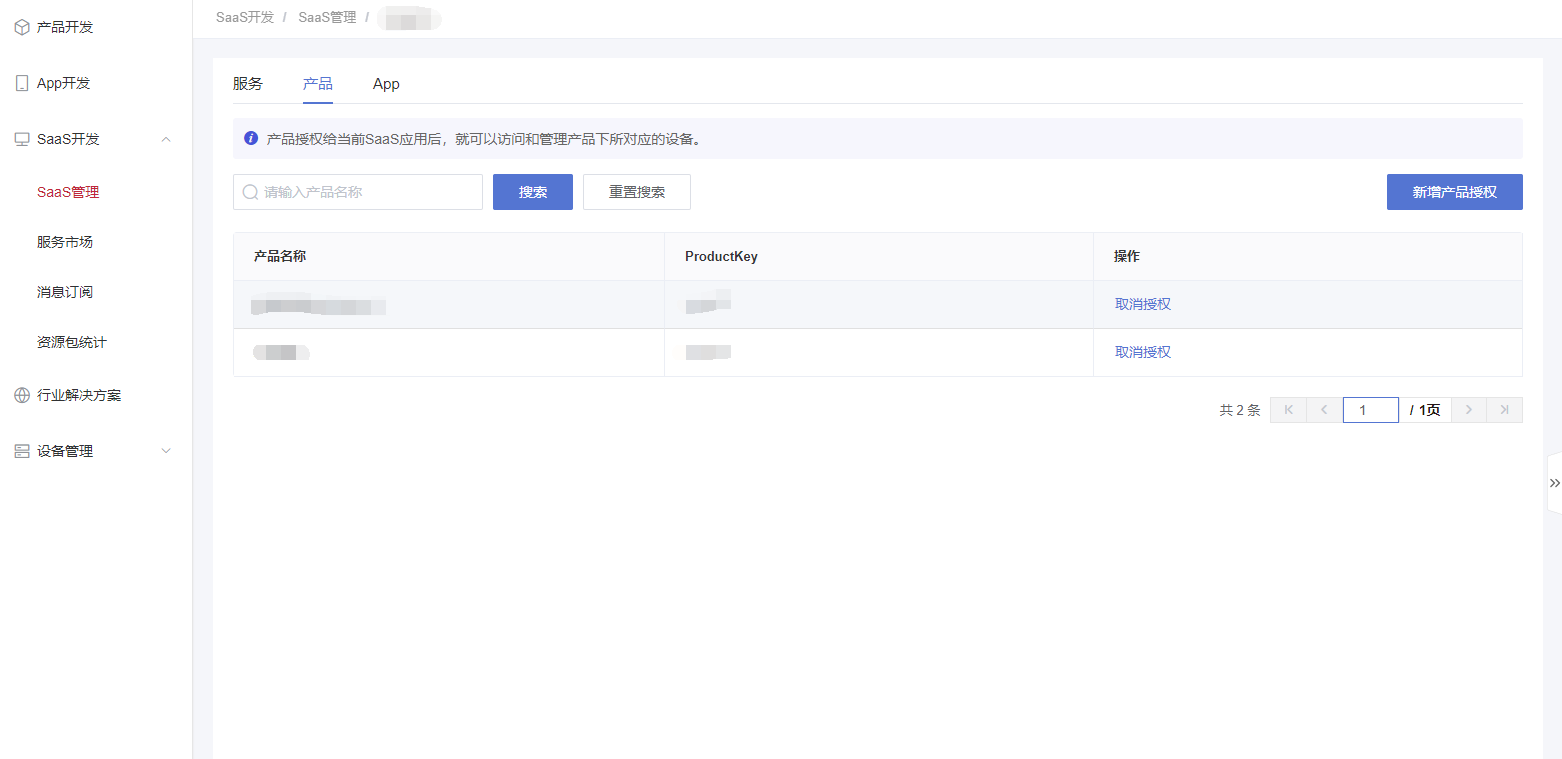 产品开发
App开发
SaaS开发
SaaS管理
服务市场
消息订阅
资源包统计
行业解决方案
设备管理
SaaS开发 / SaaS管理 /
服务 产品 App
产品授权给当前SaaS应用后，就可以访问和管理产品下所对应的设备。
请输入产品名称 搜索 重置搜索 新增产品授权
产品名称 ProductKey 操作
取消授权
取消授权
共 2 条 1 / 1页